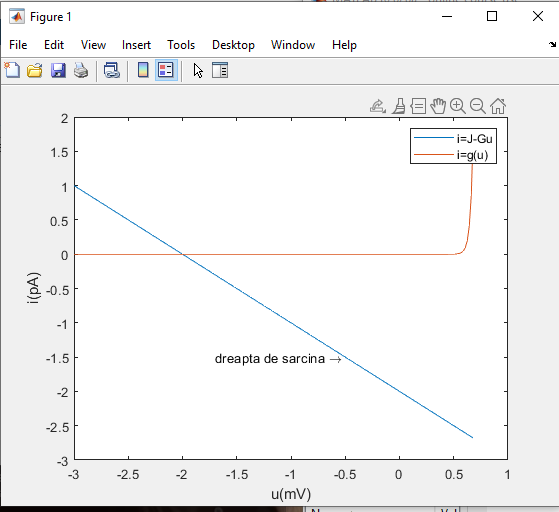 Figure 1
File Edit View Insert Tools Desktop Window Help
2
1.5
1
0.5
0
-0.5
-1
-1.5
-2
-2.5
-3
i(pA)
i=J-Gu
i=g(u)
dreapta de sarcina →
-3 -2.5 -2 -1.5 -1 -0.5 0 0.5 1
u(mV)